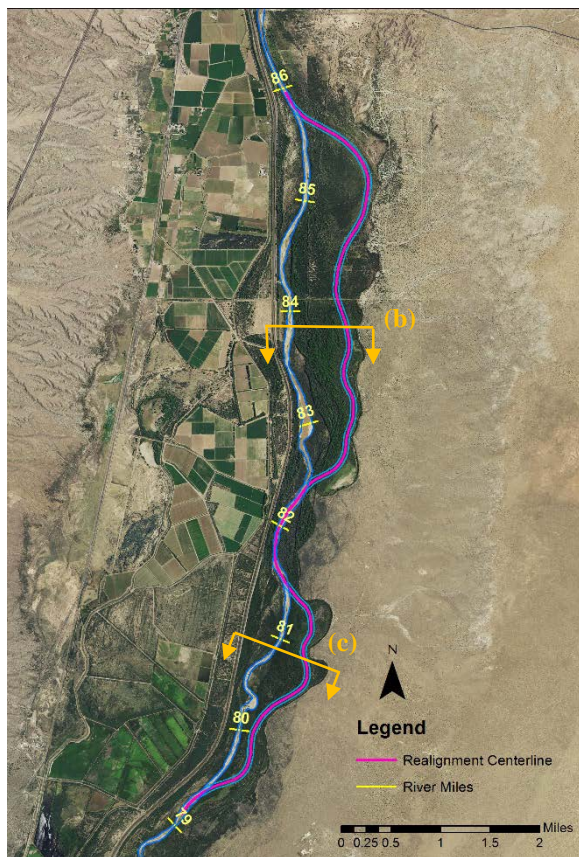 86
85
84
(b)
83
82
81
(c)
N
80
Legend
Realignment Centerline
River Miles
79
Miles
0 0.25 0.5 1 1.5 2